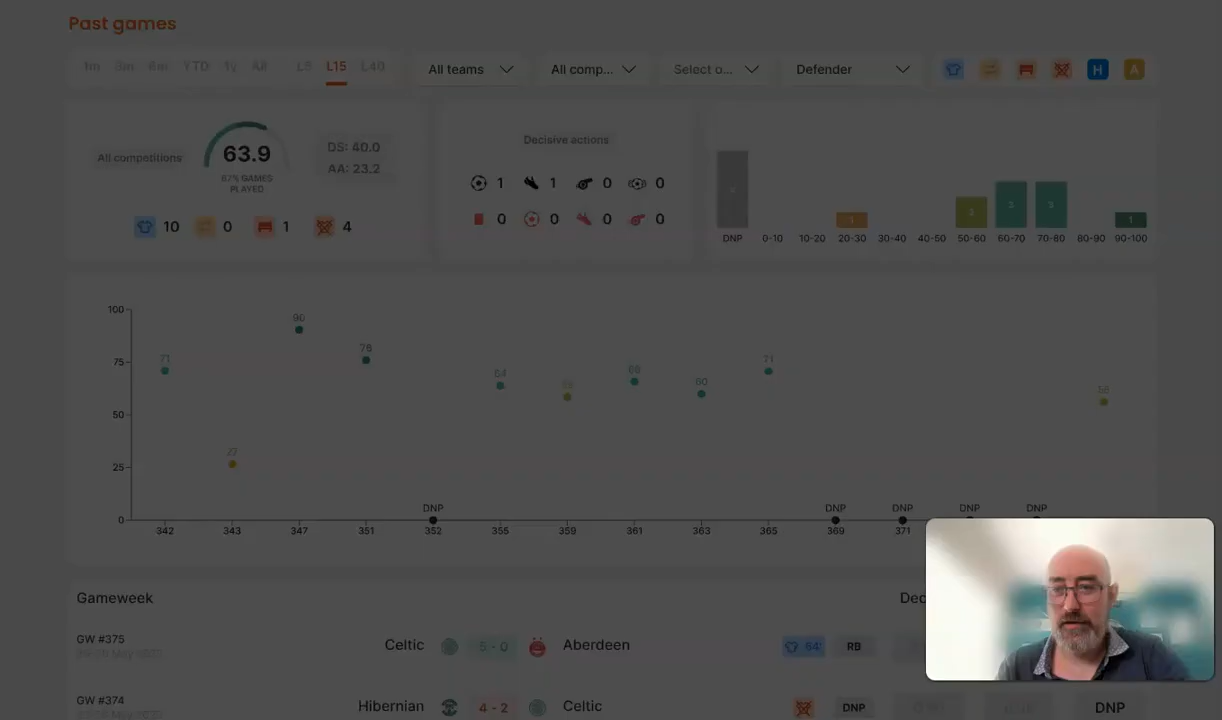 Past games
1m 3m 6m YTD 1y All L5 L15 L40
All teams All comp... Select o... Defender H A
All competitions 63.9 67% GAMES PLAYED DS: 40.0 AA: 23.2
10 0 1 4
Decisive actions
1 1 0 0
0 0 0 0
DNP 0-10 10-20 20-30 30-40 40-50 50-60 60-70 70-80 80-90 90-100
1
100
75
50
25
0
71
90
76
64
60
71
DNP DNP DNP DNP DNP
342 343 347 351 352 355 359 361 363 365 369 371
Gameweek Dec
GW #375
Celtic 5 - 0 Aberdeen 64' RB
GW #374
Hibernian 4 - 2 Celtic DNP DNP